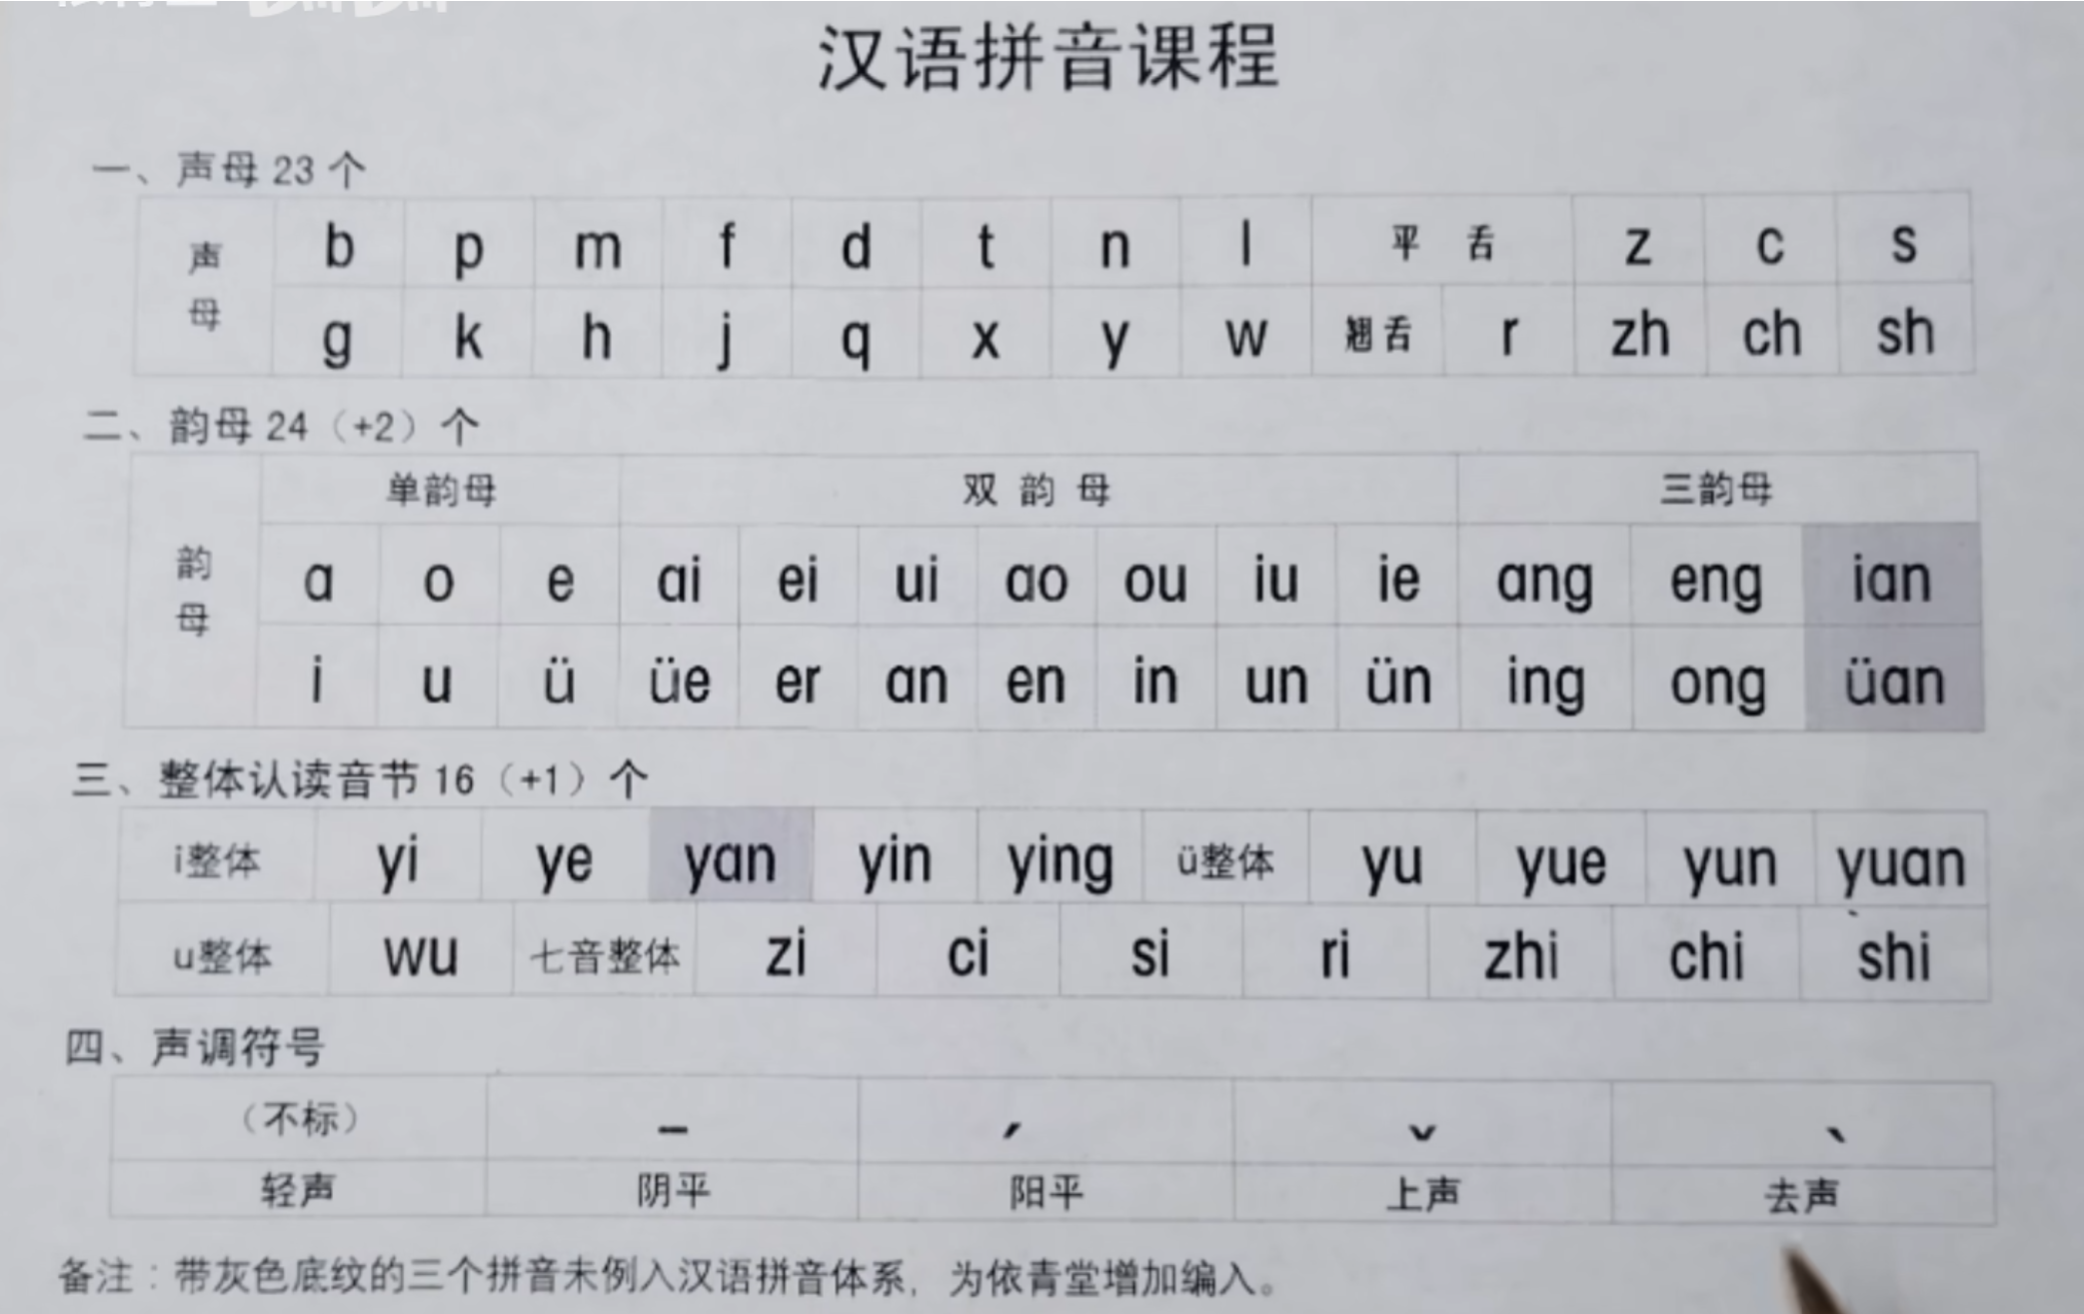 汉语拼音课程
一、声母 23 个
声母
b p m f d t n l 平 舌 z c s
g k h j q x y w 翘舌 r zh ch sh
二、韵母 24（+2）个
韵母
单韵母 双 韵 母 三韵母
a o e ai ei ui ao ou iu ie ang eng ian
i u ü üe er an en in un ün ing ong üan
三、整体认读音节 16（+1）个
i整体 yi ye yan yin ying ü整体 yu yue yun yuan
u整体 wu 七音整体 zi ci si ri zhi chi shi
四、声调符号
（不标） ˉ ˊ ˇ ˋ
轻声 阴平 阳平 上声 去声
备注：带灰色底纹的三个拼音未例入汉语拼音体系，为依青堂增加编入。